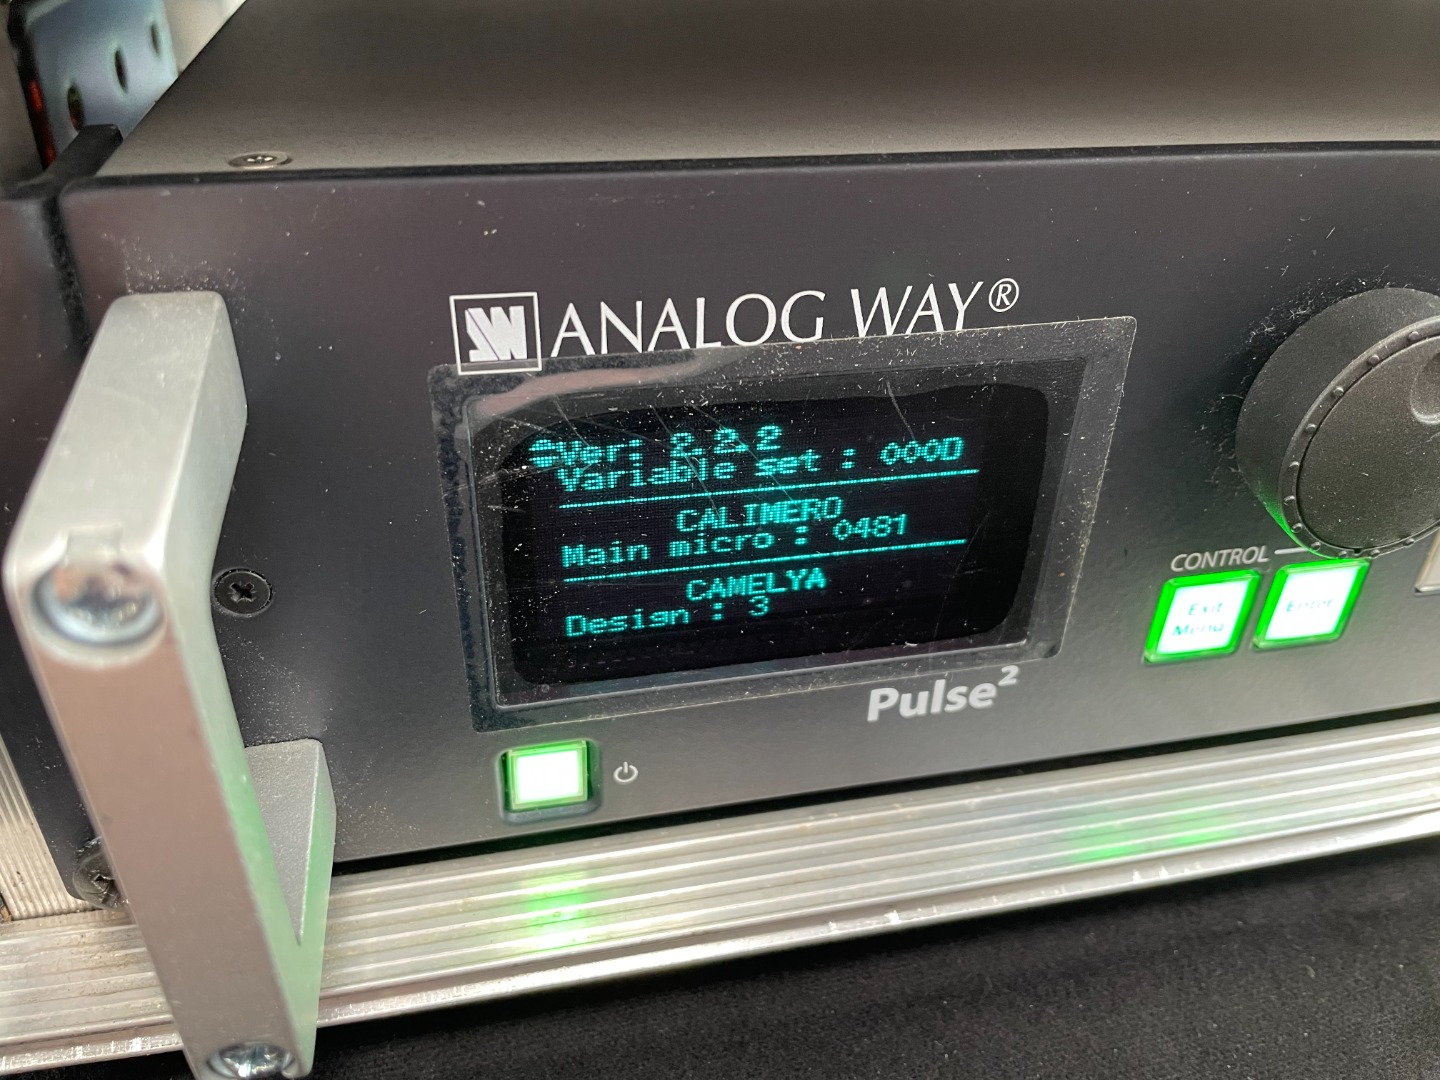 ANALOG WAY®
Ver: 2.2.2
Variable set : 000D
CALIMERO
Main micro : 0481
CAMELYA
Design : 3
Pulse²
CONTROL
Exit
Menu
Enter